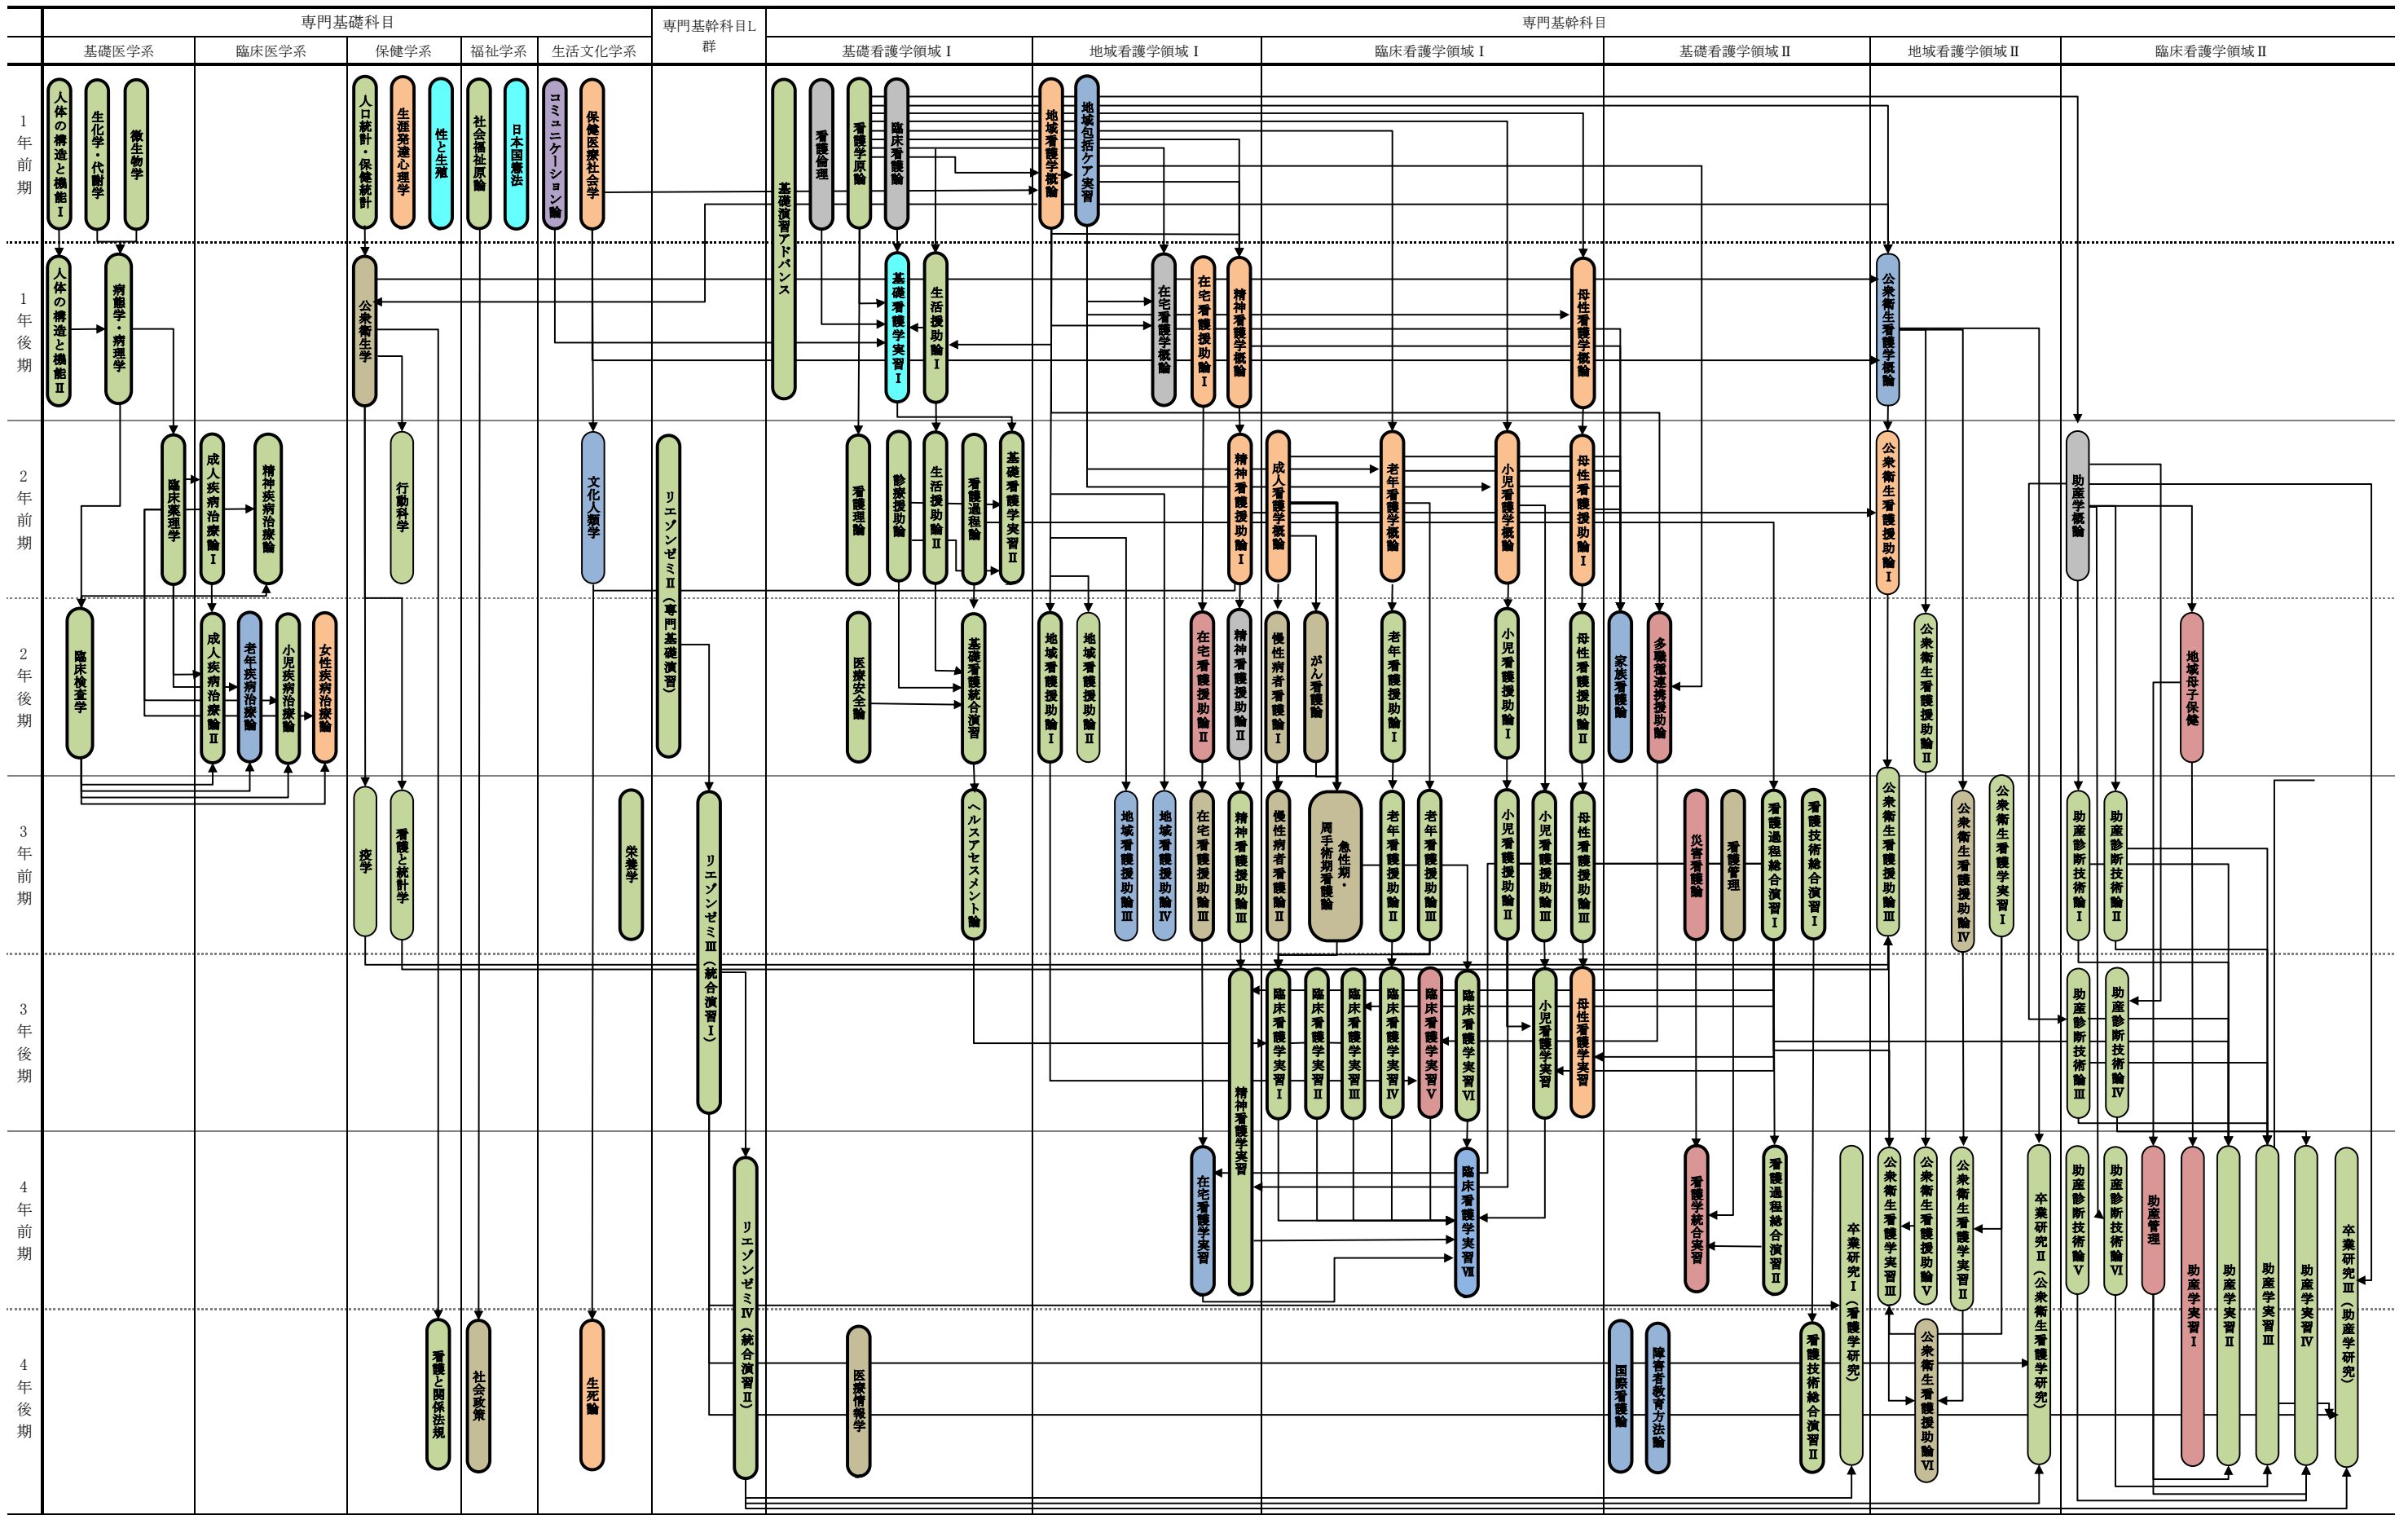 専門基礎科目
専門基幹科目L群
専門基幹科目
基礎医学系
臨床医学系
保健学系
福祉学系
生活文化学系
基礎看護学領域Ⅰ
地域看護学領域Ⅰ
臨床看護学領域Ⅰ
基礎看護学領域Ⅱ
地域看護学領域Ⅱ
臨床看護学領域Ⅱ
1年前期
人体の構造と機能Ⅰ
生化学・代謝学
微生物学
人口統計・保健統計
生涯発達心理学
性と生殖
社会福祉原論
日本国憲法
コミュニケーション論
保健医療社会学
基礎演習アドバンス
看護倫理
看護学原論
臨床看護論
地域看護学概論
地域包括ケア実習
1年後期
人体の構造と機能Ⅱ
病態学・病理学
公衆衛生学
基礎看護学実習Ⅰ
生活援助論Ⅰ
在宅看護学概論
在宅看護援助論Ⅰ
精神看護学概論
母性看護学概論
公衆衛生看護学概論
2年前期
臨床薬理学
成人疾病治療論Ⅰ
精神疾病治療論
行動科学
文化人類学
リエゾンゼミⅡ(専門基礎演習)
看護理論
診療援助論
生活援助論Ⅱ
看護過程論
基礎看護学実習Ⅱ
精神看護援助論Ⅰ
成人看護学概論
老年看護学概論
小児看護学概論
母性看護援助論Ⅰ
公衆衛生看護援助論Ⅰ
助産学概論
2年後期
臨床検査学
成人疾病治療論Ⅱ
老年疾病治療論
小児疾病治療論
女性疾病治療論
医療安全論
基礎看護統合演習
地域看護援助論Ⅰ
地域看護援助論Ⅱ
在宅看護援助論Ⅱ
精神看護援助論Ⅱ
慢性病者看護論Ⅰ
がん看護論
老年看護援助論Ⅰ
小児看護援助論Ⅰ
母性看護援助論Ⅱ
家族看護論
多職種連携援助論
公衆衛生看護援助論Ⅱ
地域母子保健
3年前期
疫学
看護と統計学
栄養学
リエゾンゼミⅢ(統合演習Ⅰ)
ヘルスアセスメント論
地域看護援助論Ⅲ
地域看護援助論Ⅳ
在宅看護援助論Ⅲ
精神看護援助論Ⅲ
慢性病者看護論Ⅱ
急性期・
周手術期看護論
老年看護援助論Ⅱ
老年看護援助論Ⅲ
小児看護援助論Ⅱ
小児看護援助論Ⅲ
母性看護援助論Ⅲ
災害看護論
看護管理
看護過程総合演習Ⅰ
看護技術総合演習Ⅰ
公衆衛生看護援助論Ⅲ
公衆衛生看護援助論Ⅳ
公衆衛生看護学実習Ⅰ
助産診断技術論Ⅰ
助産診断技術論Ⅱ
3年後期
精神看護学実習
臨床看護学実習Ⅰ
臨床看護学実習Ⅱ
臨床看護学実習Ⅲ
臨床看護学実習Ⅳ
臨床看護学実習Ⅴ
臨床看護学実習Ⅵ
小児看護学実習
母性看護学実習
助産診断技術論Ⅲ
助産診断技術論Ⅳ
4年前期
リエゾンゼミⅣ(統合演習Ⅱ)
在宅看護学実習
臨床看護学実習Ⅶ
看護学統合実習
看護過程総合演習Ⅱ
卒業研究Ⅰ(看護学研究)
公衆衛生看護学実習Ⅲ
公衆衛生看護援助論Ⅴ
公衆衛生看護学実習Ⅱ
卒業研究Ⅱ(公衆衛生看護学研究)
助産診断技術論Ⅴ
助産診断技術論Ⅵ
助産管理
助産学実習Ⅰ
助産学実習Ⅱ
助産学実習Ⅲ
助産学実習Ⅳ
卒業研究Ⅲ(助産学研究)
4年後期
看護と関係法規
社会政策
生死論
医療情報学
国際看護論
障害者教育方法論
看護技術総合演習Ⅱ
公衆衛生看護援助論Ⅵ